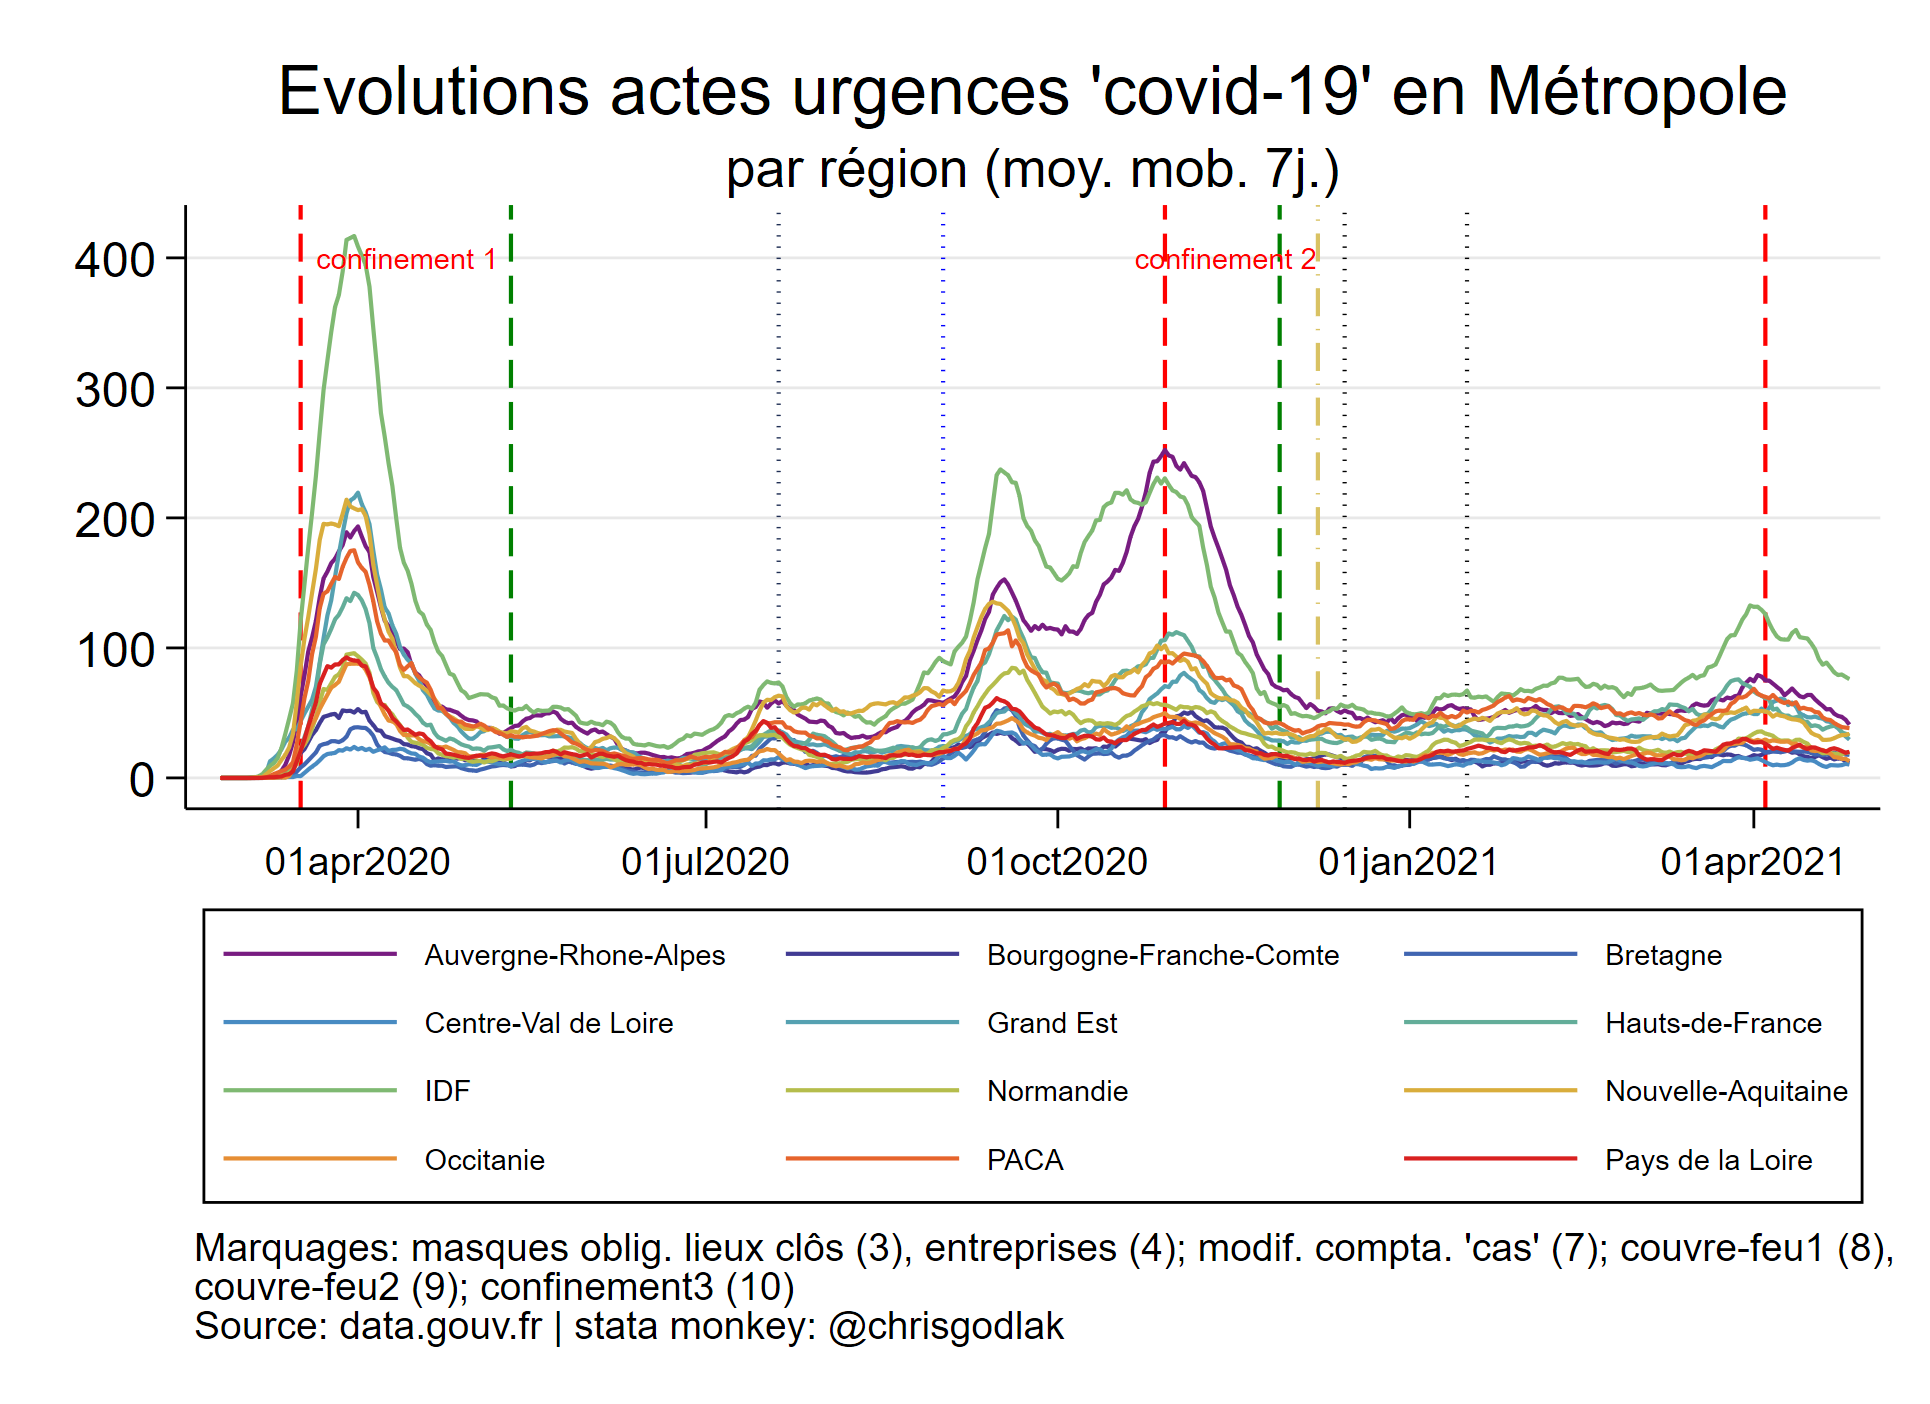 Evolutions actes urgences 'covid-19' en Métropole
par région (moy. mob. 7j.)
400
confinement 1
confinement 2
300
200
100
0
01apr2020
01jul2020
01oct2020
01jan2021
01apr2021
Auvergne-Rhone-Alpes
Bourgogne-Franche-Comte
Bretagne
Centre-Val de Loire
Grand Est
Hauts-de-France
IDF
Normandie
Nouvelle-Aquitaine
Occitanie
PACA
Pays de la Loire
Marquages: masques oblig. lieux clôs (3), entreprises (4); modif. compta. 'cas' (7); couvre-feu1 (8),
couvre-feu2 (9); confinement3 (10)
Source: data.gouv.fr | stata monkey: @chrisgodlak